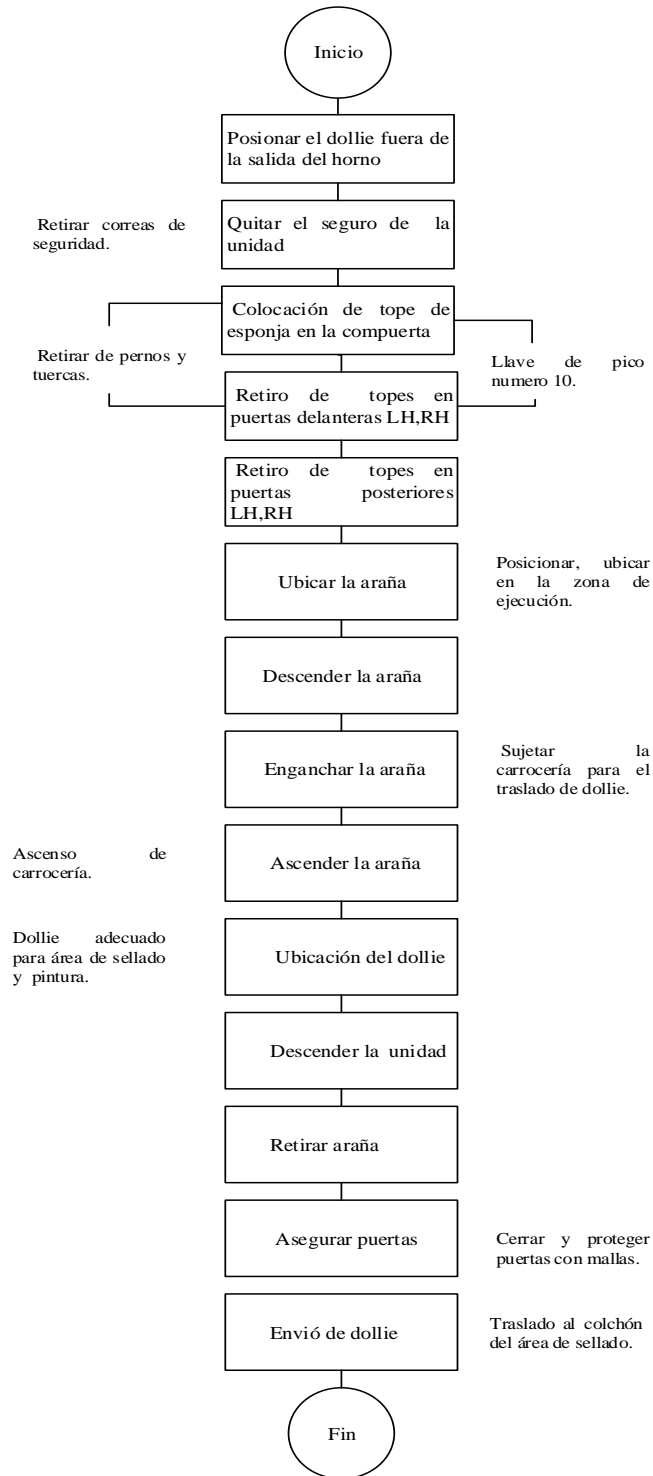 Inicio
Posionar el dollie fuera de
la salida del horno
Retirar correas de
seguridad.
Quitar el seguro de la
unidad
Colocación de tope de
esponja en la compuerta
Retirar de pernos y
tuercas.
Llave de pico
numero 10.
Retiro de topes en
puertas delanteras LH,RH
Retiro de topes en
puertas posteriores
LH,RH
Ubicar la araña
Posicionar, ubicar
en la zona de
ejecución.
Descender la araña
Enganchar la araña
Sujetar la
carrocería para el
traslado de dollie.
Ascenso de
carrocería.
Ascender la araña
Dollie adecuado
para área de sellado
y pintura.
Ubicación del dollie
Descender la unidad
Retirar araña
Asegurar puertas
Cerrar y proteger
puertas con mallas.
Envió de dollie
Traslado al colchón
del área de sellado.
Fin